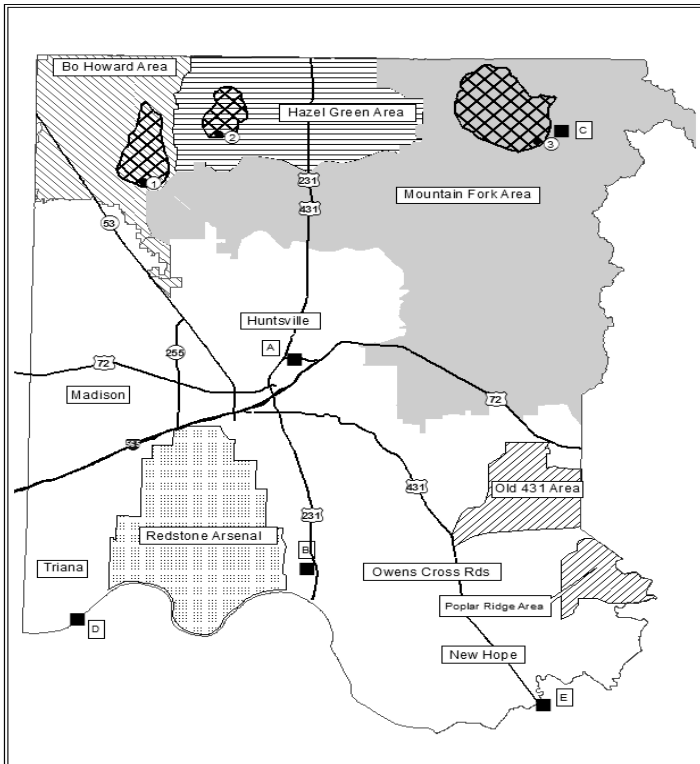 Bo Howard Area
Hazel Green Area
2
C
3
1
231
Mountain Fork Area
431
53
Huntsville
A
255
72
Madison
72
565
431
Old 431 Area
231
Redstone Arsenal
B
Triana
Owens Cross Rds
Poplar Ridge Area
D
New Hope
E